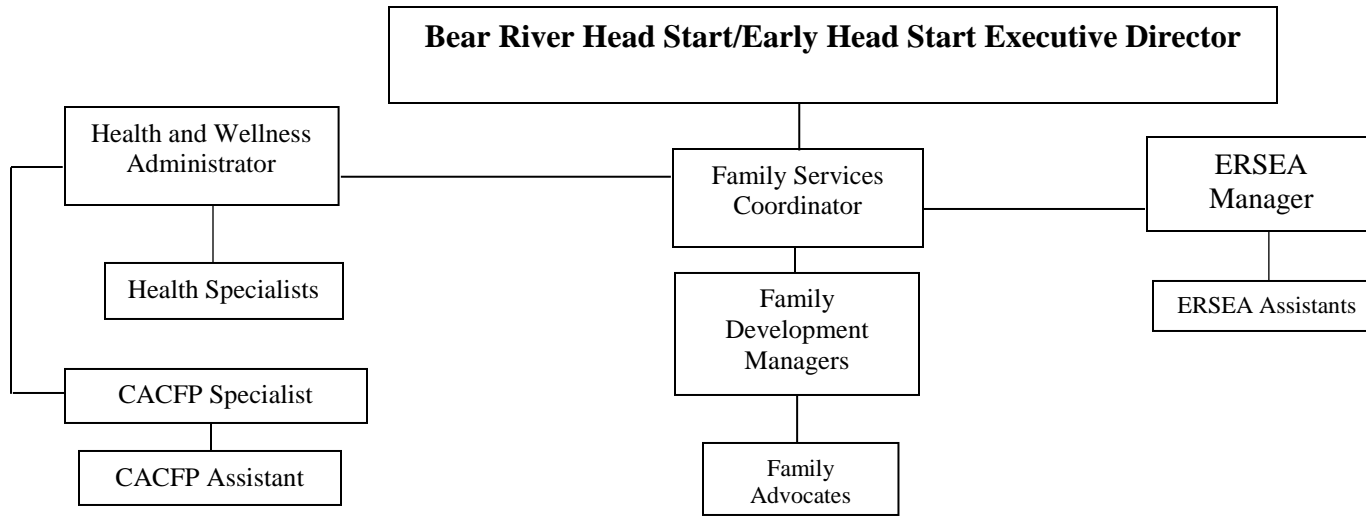 Bear River Head Start/Early Head Start Executive Director
Health and Wellness
Administrator
Family Services
Coordinator
ERSEA
Manager
Health Specialists
Family
Development
Managers
ERSEA Assistants
CACFP Specialist
CACFP Assistant
Family
Advocates